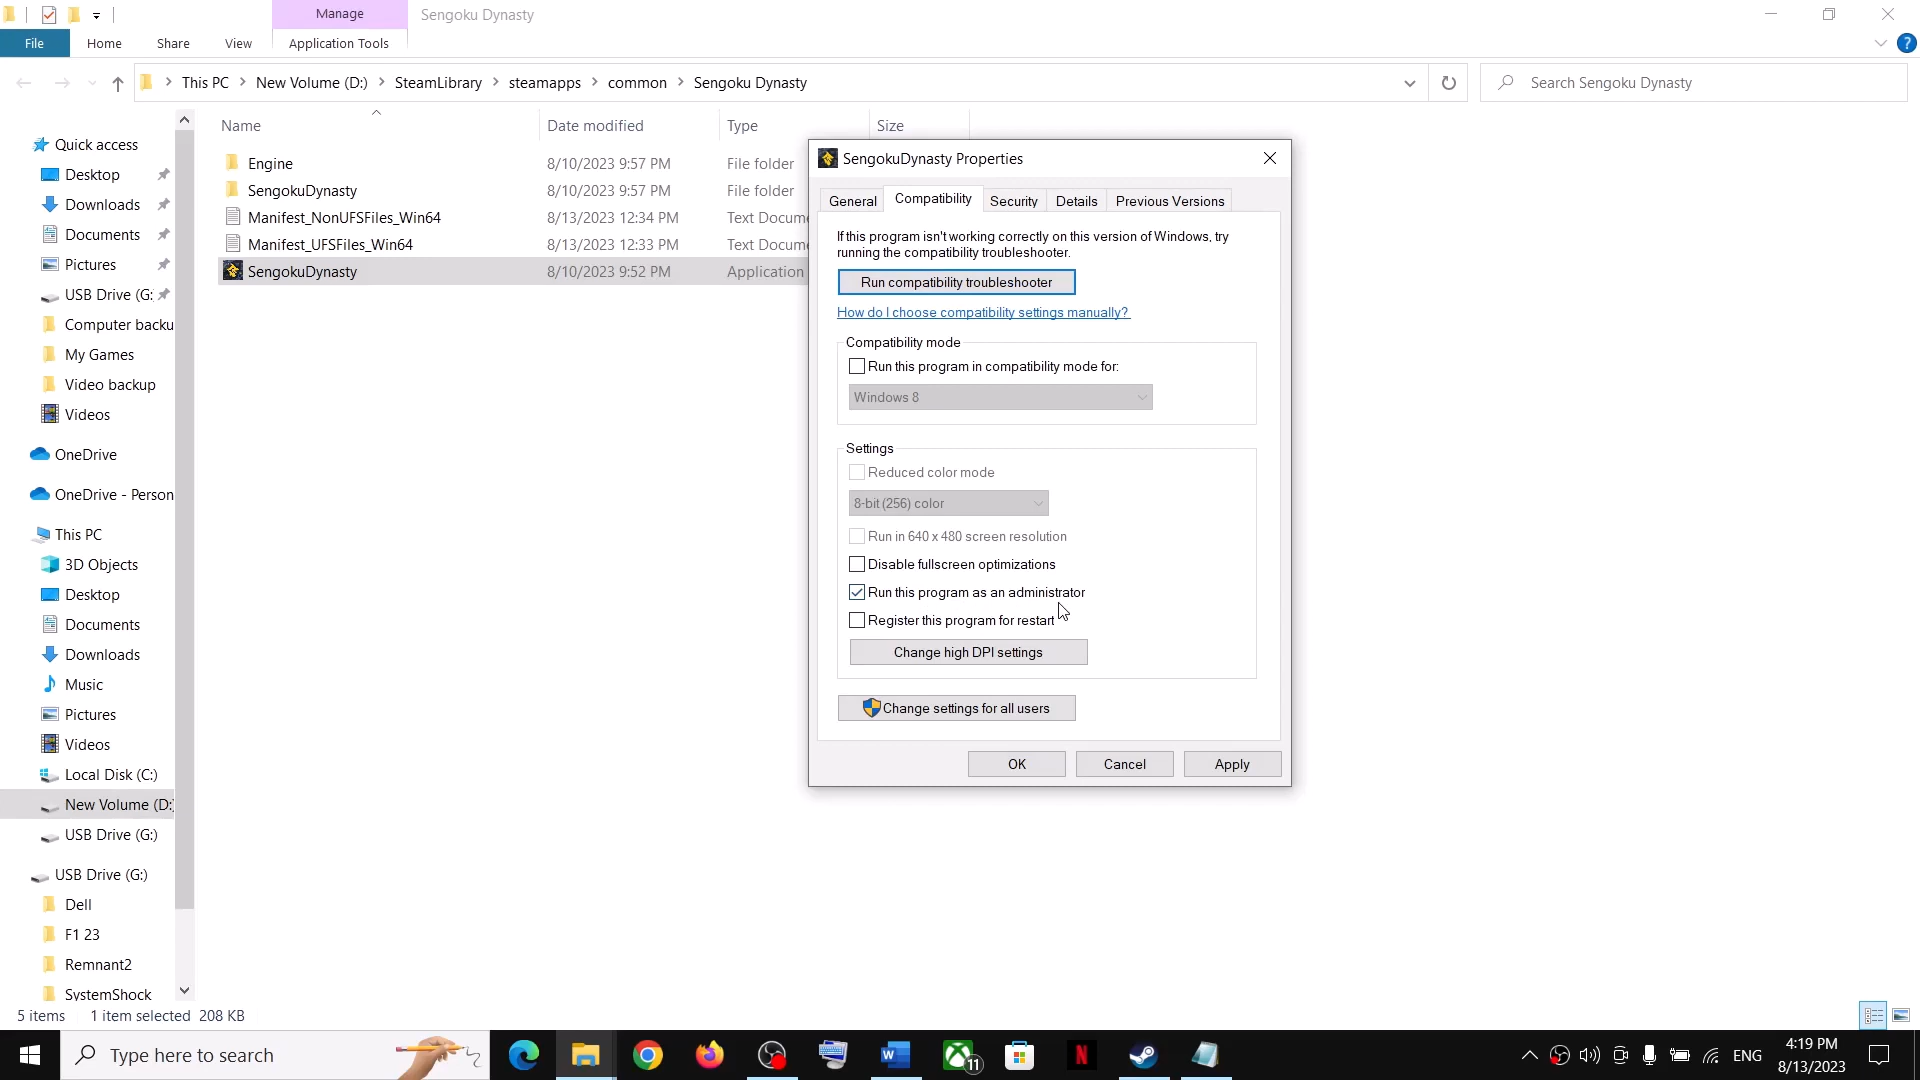 Manage
Sengoku Dynasty
File
Home
Share
View
Application Tools
This PC
New Volume (D:)
SteamLibrary
steamapps
common
Sengoku Dynasty
Search Sengoku Dynasty
Name
Date modified
Type
Size
Engine
8/10/2023 9:57 PM
File folder
SengokuDynasty
8/10/2023 9:57 PM
File folder
Manifest_NonUFSFiles_Win64
8/13/2023 12:34 PM
Text Docum
Manifest_UFSFiles_Win64
8/13/2023 12:33 PM
Text Docum
SengokuDynasty
8/10/2023 9:52 PM
Application
Quick access
Desktop
Downloads
Documents
Pictures
USB Drive (G:
Computer backu
My Games
Video backup
Videos
OneDrive
OneDrive - Person
This PC
3D Objects
Desktop
Documents
Downloads
Music
Pictures
Videos
Local Disk (C:)
New Volume (D:)
USB Drive (G:)
USB Drive (G:)
Dell
F1 23
Remnant2
SystemShock
SengokuDynasty Properties
General
Compatibility
Security
Details
Previous Versions
If this program isn't working correctly on this version of Windows, try
running the compatibility troubleshooter.
Run compatibility troubleshooter
How do I choose compatibility settings manually?
Compatibility mode
Run this program in compatibility mode for:
Windows 8
Settings
Reduced color mode
8-bit (256) color
Run in 640 x 480 screen resolution
Disable fullscreen optimizations
Run this program as an administrator
Register this program for restart
Change high DPI settings
Change settings for all users
OK
Cancel
Apply
5 items
1 item selected 208 KB
Type here to search
11
ENG
4:19 PM
8/13/2023